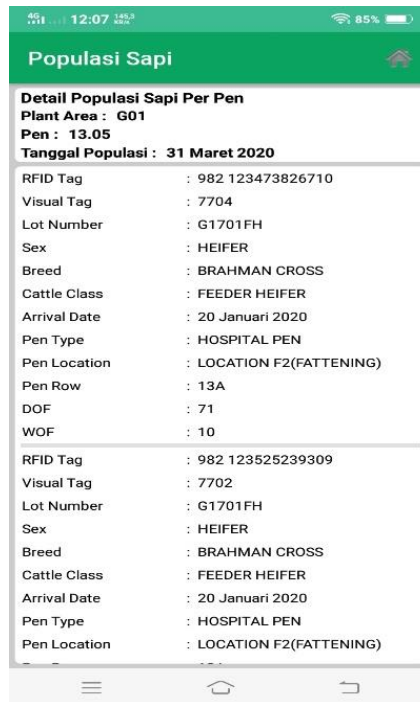 4G 12:07 145,3 KB/s 85%
Populasi Sapi
Detail Populasi Sapi Per Pen
Plant Area : G01
Pen : 13.05
Tanggal Populasi : 31 Maret 2020
RFID Tag : 982 123473826710
Visual Tag : 7704
Lot Number : G1701FH
Sex : HEIFER
Breed : BRAHMAN CROSS
Cattle Class : FEEDER HEIFER
Arrival Date : 20 Januari 2020
Pen Type : HOSPITAL PEN
Pen Location : LOCATION F2(FATTENING)
Pen Row : 13A
DOF : 71
WOF : 10
RFID Tag : 982 123525239309
Visual Tag : 7702
Lot Number : G1701FH
Sex : HEIFER
Breed : BRAHMAN CROSS
Cattle Class : FEEDER HEIFER
Arrival Date : 20 Januari 2020
Pen Type : HOSPITAL PEN
Pen Location : LOCATION F2(FATTENING)